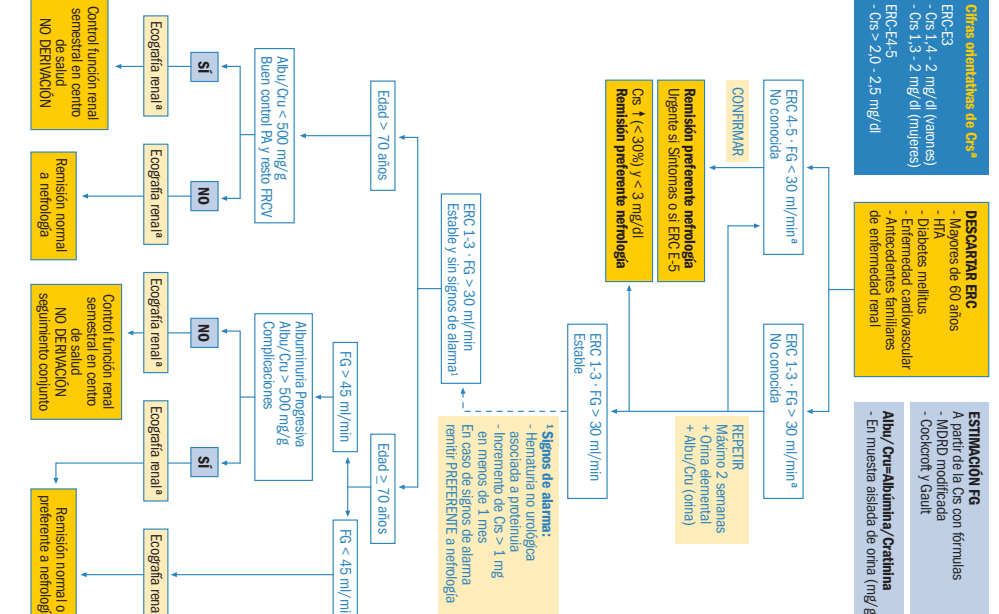 Cifras orientativas de Crsª
ERC-E3
- Crs 1,4 - 2 mg/dl (varones)
- Crs 1,3 - 2 mg/dl (mujeres)
ERC-E4-5
- Crs > 2,0 - 2,5 mg/dl
DESCARTAR ERC
- Mayores de 60 años
- HTA
- Diabetes mellitus
- Enfermedad cardiovascular
- Antecedentes familiares
de enfermedad renal
ESTIMACIÓN FG
A partir de la Crs con fórmulas
- MDRD modificada
- Cockcroft y Gault
Albu/Cru=Albúmina/Cratinina
- En muestra aislada de orina (mg/g
ERC 4-5 · FG < 30 ml/minª
No conocida
ERC 1-3 · FG > 30 ml/minª
No conocida
CONFIRMAR
REPETIR
Máximo 2 semanas
+ Orina elemental
+ Albu/Cru (orina)
Remisión preferente nefrología
Urgente si Síntomas o si ERC E-5
Crs ↑ (< 30%) y < 3 mg/dl
Remisión preferente nefrología
ERC 1-3 · FG > 30 ml/min
Estable
¹ Signos de alarma:
- Hematuria no urológica
asociada a proteinuia
- Incremento de Crs > 1 mg
en menos de 1 mes
En caso de signos de alarma
remitir PREFERENTE a nefrología
ERC 1-3 · FG > 30 ml/min
Estable y sin signos de alarma¹
Edad > 70 años
Edad ≥ 70 años
FG > 45 ml/min
FG < 45 ml/mi
Albu/Cru < 500 mg/g
Buen control PA y resto FRCV
Albuminuria Progresiva
Albu/Cru > 500 mg/g
Complicaciones
SÍ
NO
NO
SÍ
Ecografía renalª
Ecografía renalª
Ecografía renalª
Ecografía renalª
Ecografía rena
Control función renal
semestral en centro
de salud
NO DERIVACIÓN
Remisión normal
a nefrología
Control función renal
semestral en centro
de salud
NO DERIVACIÓN
seguimiento conjunto
Remisión normal o
preferente a nefrologí